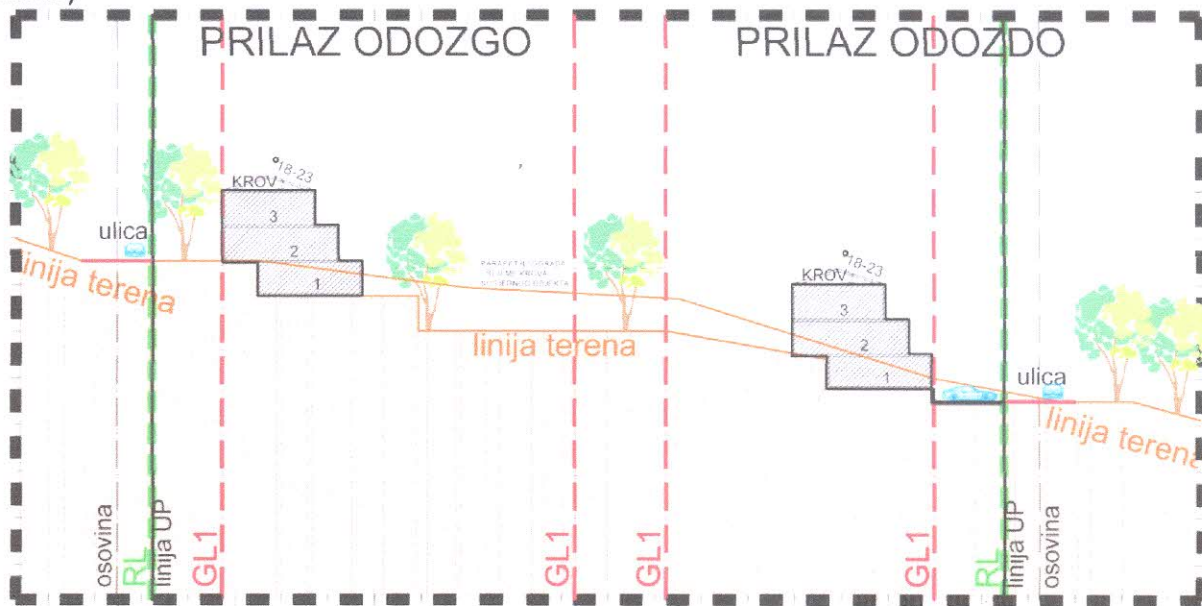 PRILAZ ODOZGO
PRILAZ ODOZDO
°18-23
KROV
3
2
1
ulica
linija terena
linija terena
°18-23
KROV
3
2
1
ulica
linija terena
osovina
RL
linija UP
GL1
GL1
GL1
GL1
RL
linija UP
osovina